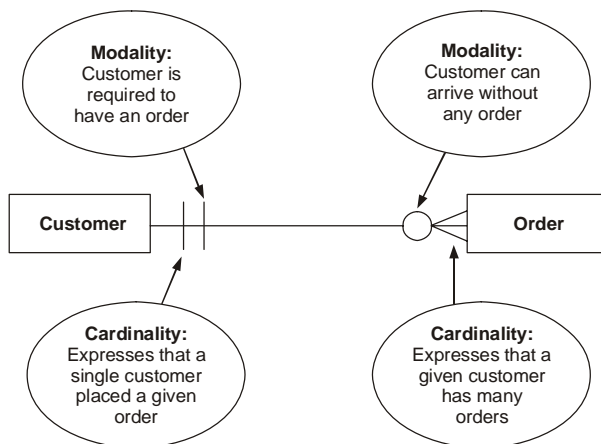 Modality:
Customer is
required to
have an order
Modality:
Customer can
arrive without
any order
Customer
Order
Cardinality:
Expresses that a
single customer
placed a given
order
Cardinality:
Expresses that a
given customer
has many
orders